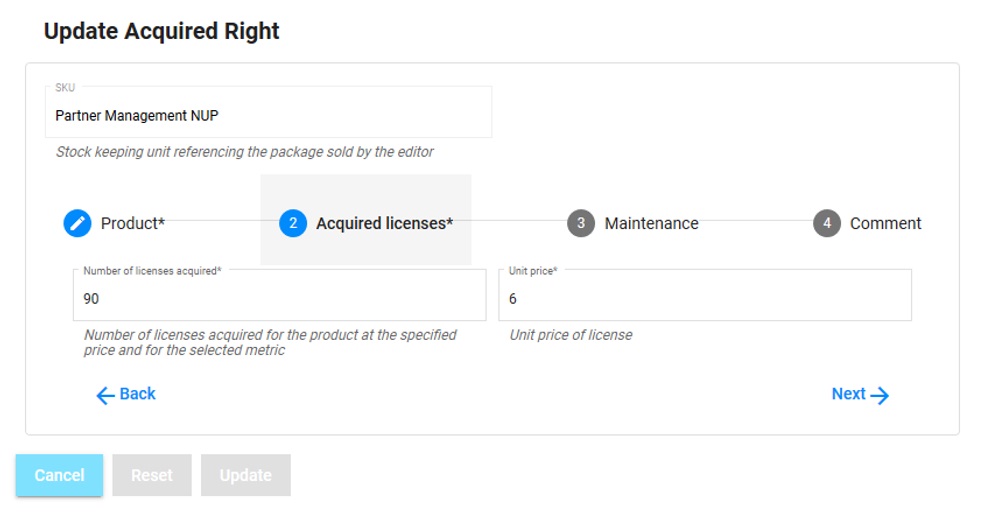 Update Acquired Right
SKU
Partner Management NUP
Stock keeping unit referencing the package sold by the editor
Product*
2 Acquired licenses*
3 Maintenance
4 Comment
Number of licenses acquired*
90
Number of licenses acquired for the product at the specified
price and for the selected metric
Unit price*
6
Unit price of license
Back
Next
Cancel
Reset
Update